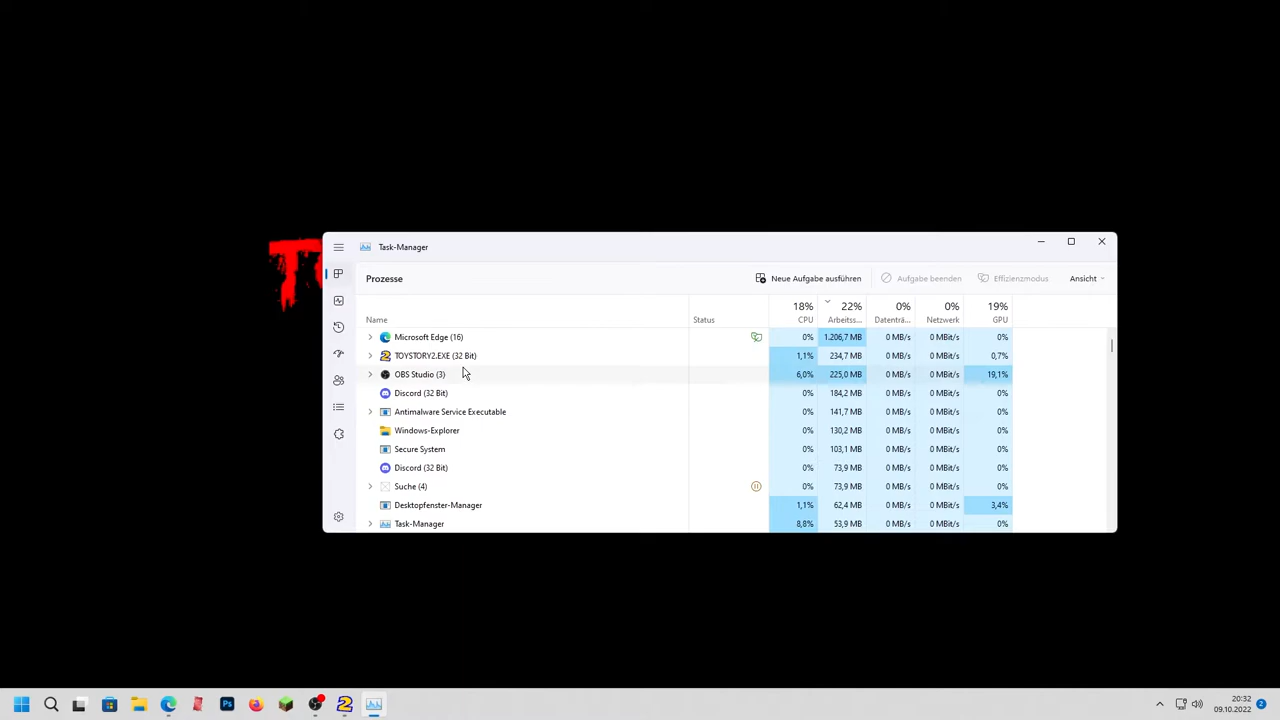 Task-Manager
Prozesse
Neue Aufgabe ausführen
Aufgabe beenden
Effizienzmodus
Ansicht
18% 22% 0% 0% 19%
Name Status CPU Arbeitss... Datenträ... Netzwerk GPU
Microsoft Edge (16) 0% 1.206,7 MB 0 MB/s 0 MBit/s 0%
TOYSTORY2.EXE (32 Bit) 1,1% 234,7 MB 0 MB/s 0 MBit/s 0,7%
OBS Studio (3) 6,0% 225,0 MB 0 MB/s 0 MBit/s 19,1%
Discord (32 Bit) 0% 184,2 MB 0 MB/s 0 MBit/s 0%
Antimalware Service Executable 0% 141,7 MB 0 MB/s 0 MBit/s 0%
Windows-Explorer 0% 130,2 MB 0 MB/s 0 MBit/s 0%
Secure System 0% 103,1 MB 0 MB/s 0 MBit/s 0%
Discord (32 Bit) 0% 73,9 MB 0 MB/s 0 MBit/s 0%
Suche (4) 0% 73,9 MB 0 MB/s 0 MBit/s 0%
Desktopfenster-Manager 1,1% 62,4 MB 0 MB/s 0 MBit/s 3,4%
Task-Manager 8,8% 53,9 MB 0 MB/s 0 MBit/s 0%
Ps
2
20:32
09.10.2022
2